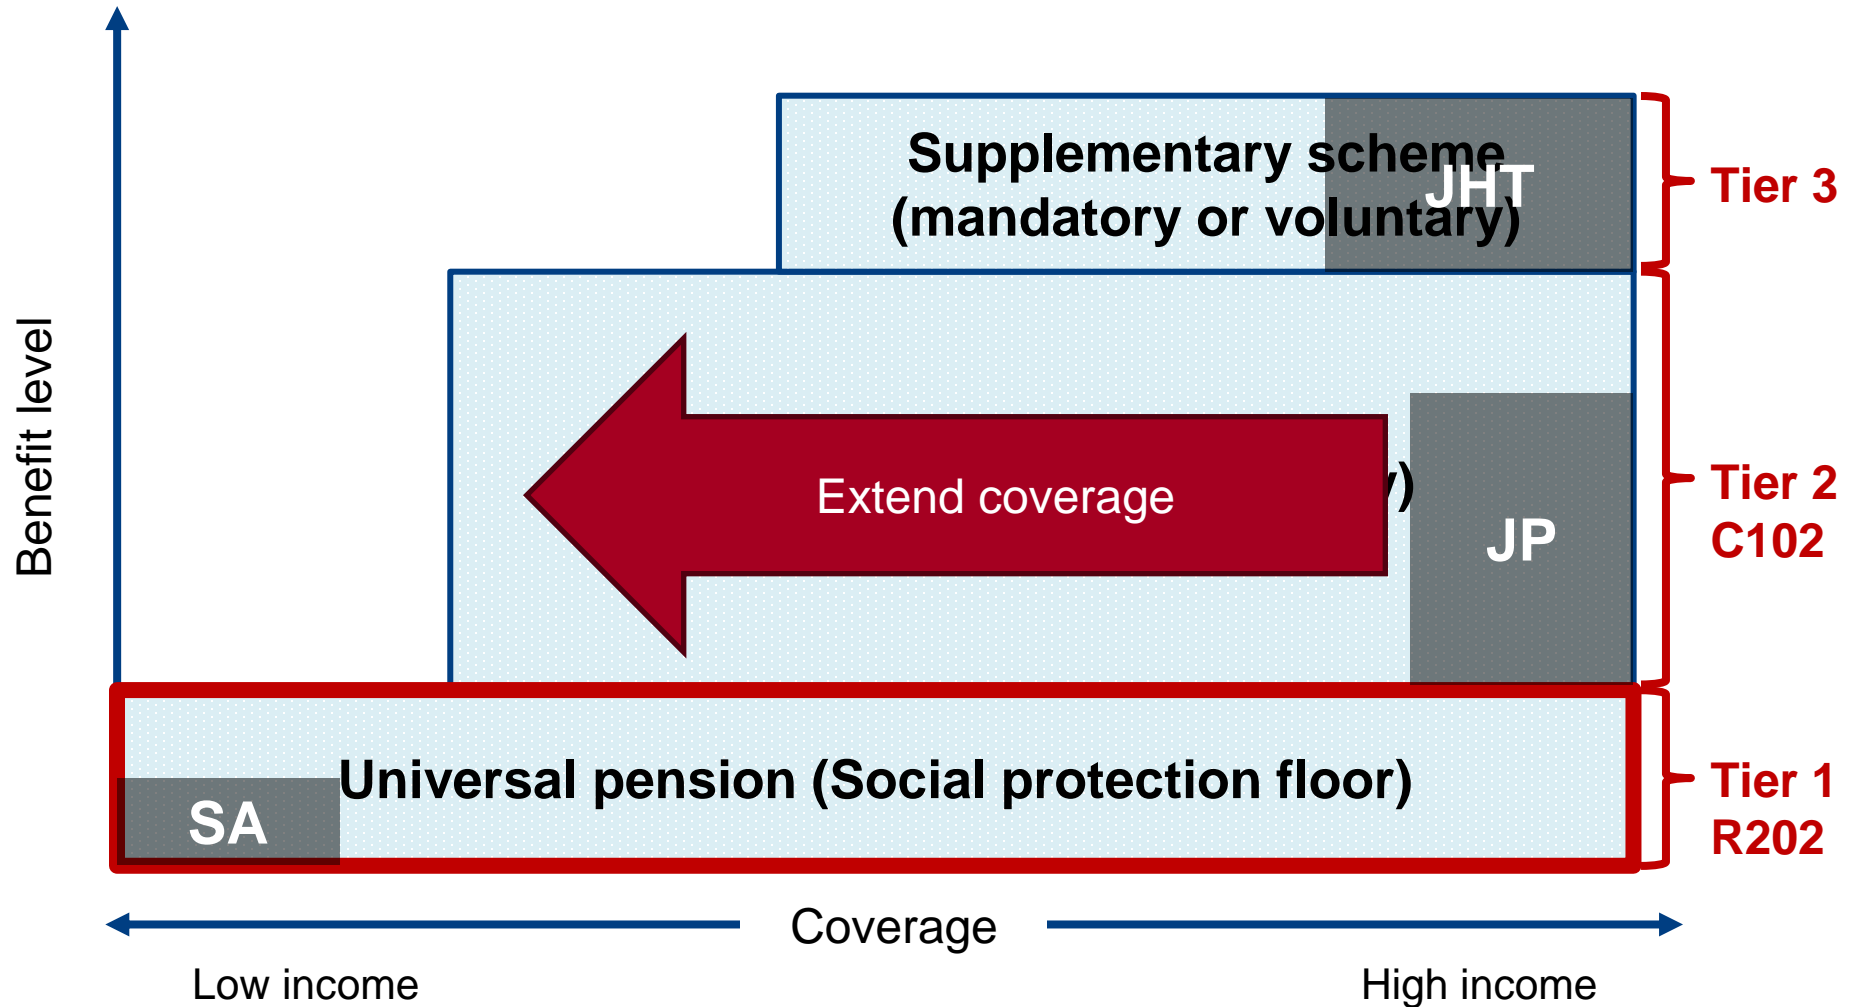 Supplementary scheme
(mandatory or voluntary)
JHT
Tier 3
Benefit level
Extend coverage
)
JP
Tier 2
C102
Universal pension (Social protection floor)
SA
Tier 1
R202
Coverage
Low income
High income